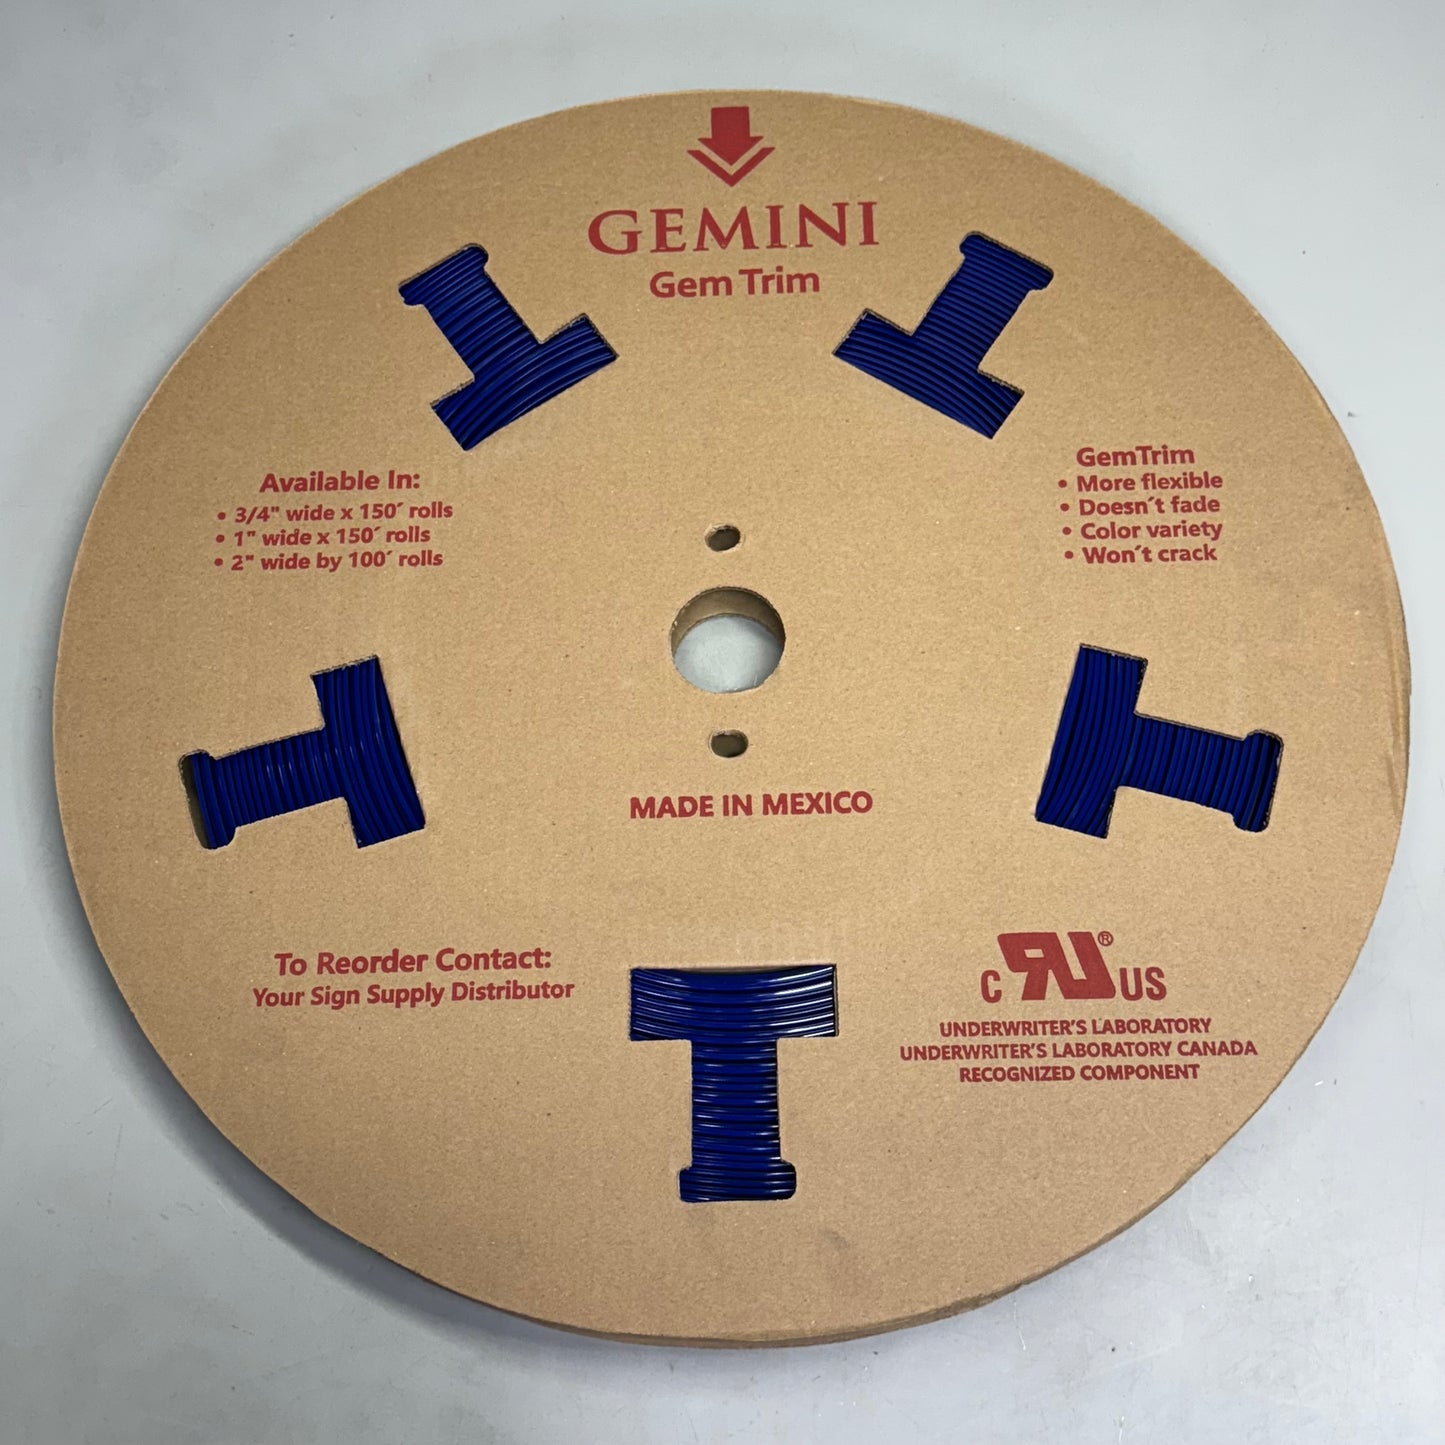 GEMINI
Gem Trim
Available In:
• 3/4" wide x 150´ rolls
• 1" wide x 150´ rolls
• 2" wide by 100´ rolls
GemTrim
• More flexible
• Doesn´t fade
• Color variety
• Won´t crack
MADE IN MEXICO
To Reorder Contact:
Your Sign Supply Distributor
C RU® US
UNDERWRITER'S LABORATORY
UNDERWRITER'S LABORATORY CANADA
RECOGNIZED COMPONENT